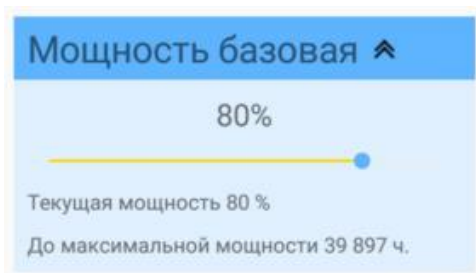 Мощность базовая
80%
Текущая мощность 80 %
До максимальной мощности 39 897 ч.